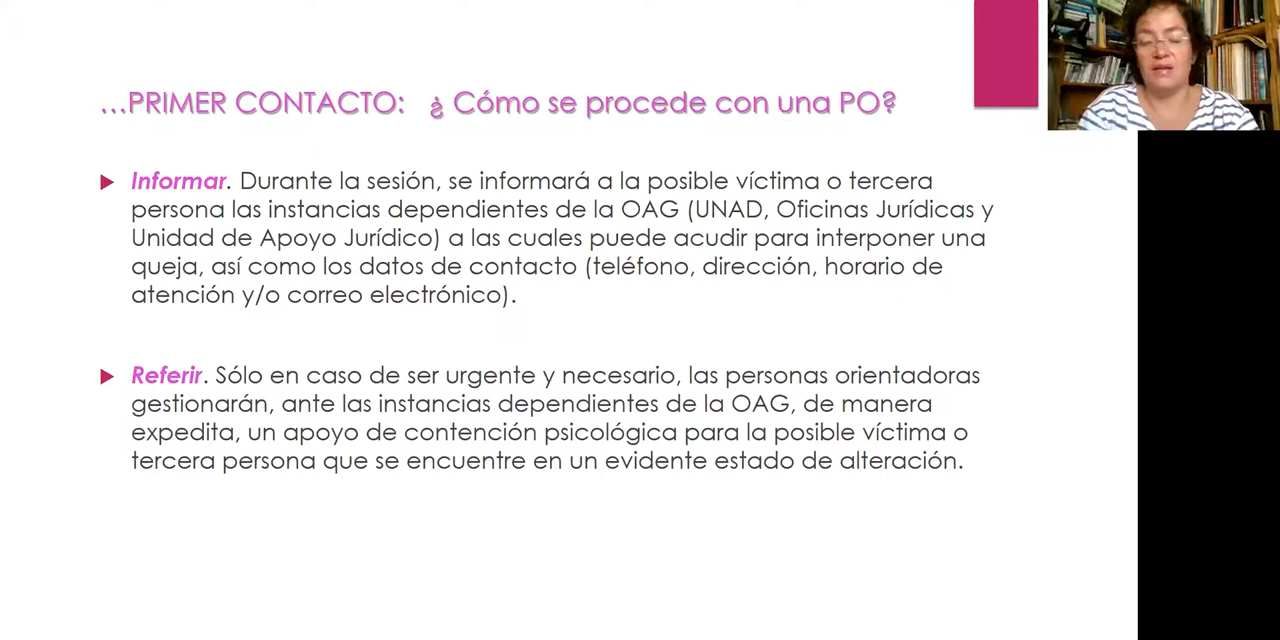 ...PRIMER CONTACTO: ¿ Cómo se procede con una PO?
Informar. Durante la sesión, se informará a la posible víctima o tercera
persona las instancias dependientes de la OAG (UNAD, Oficinas Jurídicas y
Unidad de Apoyo Jurídico) a las cuales puede acudir para interponer una
queja, así como los datos de contacto (teléfono, dirección, horario de
atención y/o correo electrónico).
Referir. Sólo en caso de ser urgente y necesario, las personas orientadoras
gestionarán, ante las instancias dependientes de la OAG, de manera
expedita, un apoyo de contención psicológica para la posible víctima o
tercera persona que se encuentre en un evidente estado de alteración.